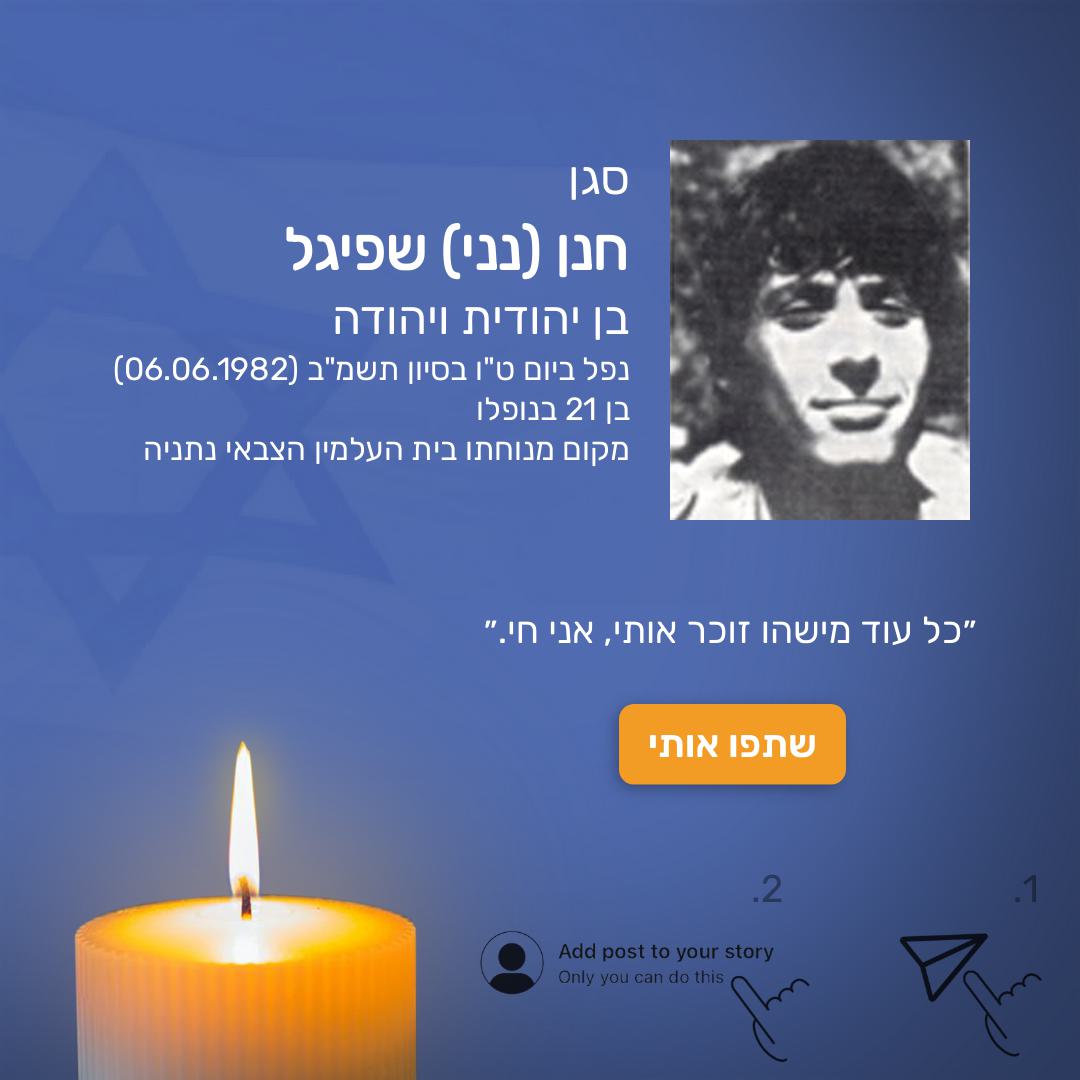 סגן
חנן (נני) שפיגל
בן יהודית ויהודה
נפל ביום ט"ו בסיון תשמ"ב (06.06.1982)
בן 21 בנופלו
מקום מנוחתו בית העלמין הצבאי נתניה
״כל עוד מישהו זוכר אותי, אני חי.״
שתפו אותי
.1
.2
Add post to your story
Only you can do this